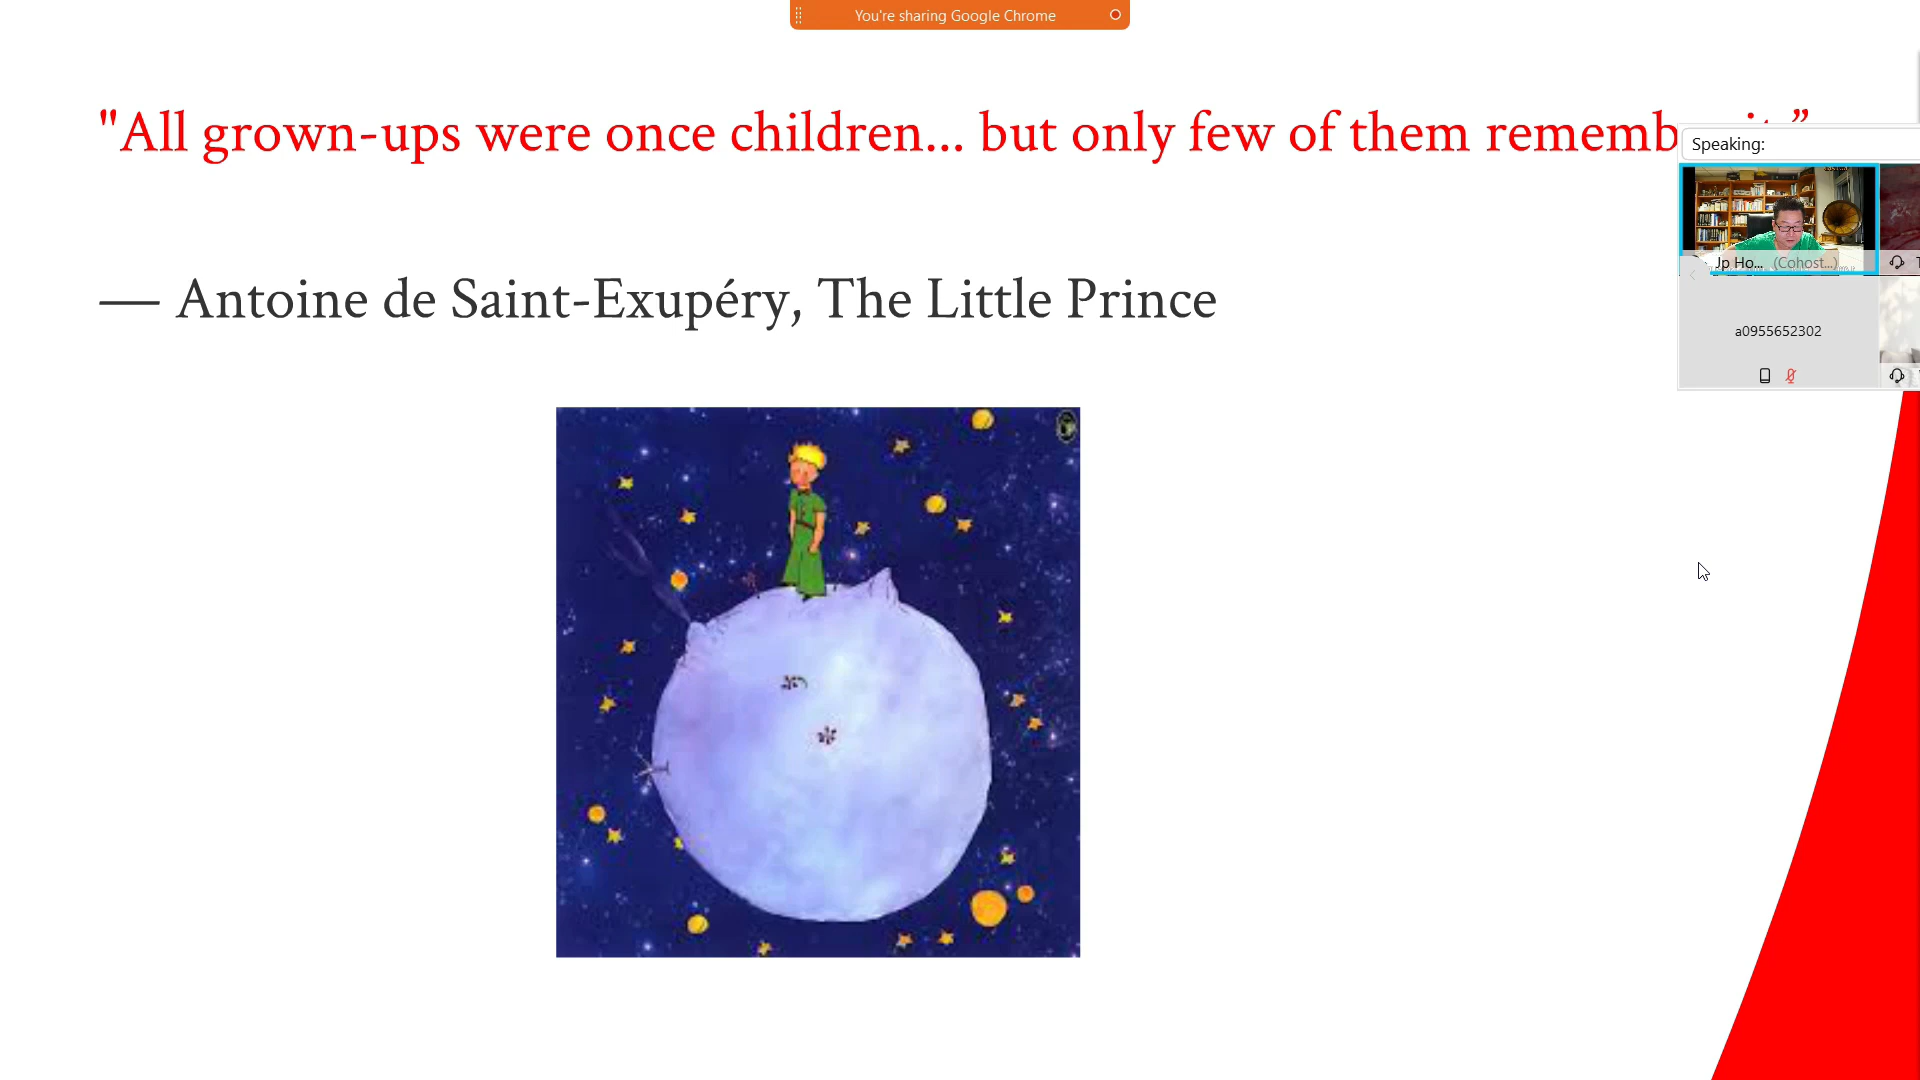 You're sharing Google Chrome
"All grown-ups were once children... but only few of them rememb it.”
— Antoine de Saint-Exupéry, The Little Prince
Speaking:
Jp Ho... (Cohost...)
a0955652302